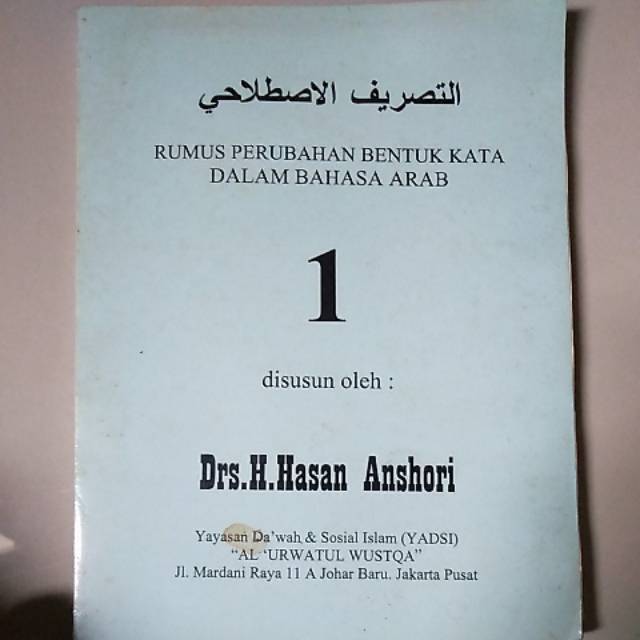 التصريف الاصطلاحي
RUMUS PERUBAHAN BENTUK KATA
DALAM BAHASA ARAB
1
disusun oleh :
Drs.H.Hasan Anshori
Yayasan Da'wah & Sosial Islam (YADSI)
"AL-'URWATUL WUSTQA"
Jl. Mardani Raya 11 A Johar Baru. Jakarta Pusat